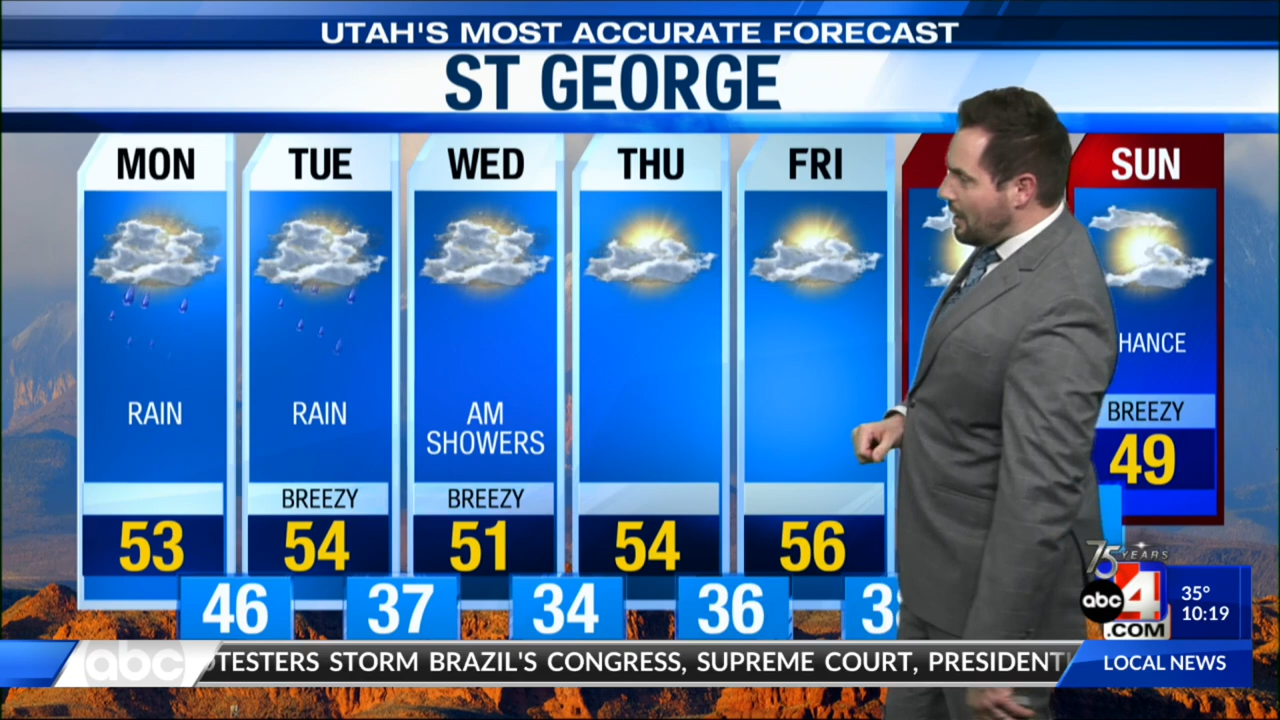 UTAH'S MOST ACCURATE FORECAST
ST GEORGE
MON
TUE
WED
THU
FRI
SUN
RAIN
RAIN
AM
SHOWERS
HANCE
BREEZY
BREEZY
BREEZY
53
54
51
54
56
49
46
37
34
36
75 YEARS
abc 4
.COM
35°
10:19
abc
OTESTERS STORM BRAZIL'S CONGRESS, SUPREME COURT, PRESIDENTI
LOCAL NEWS